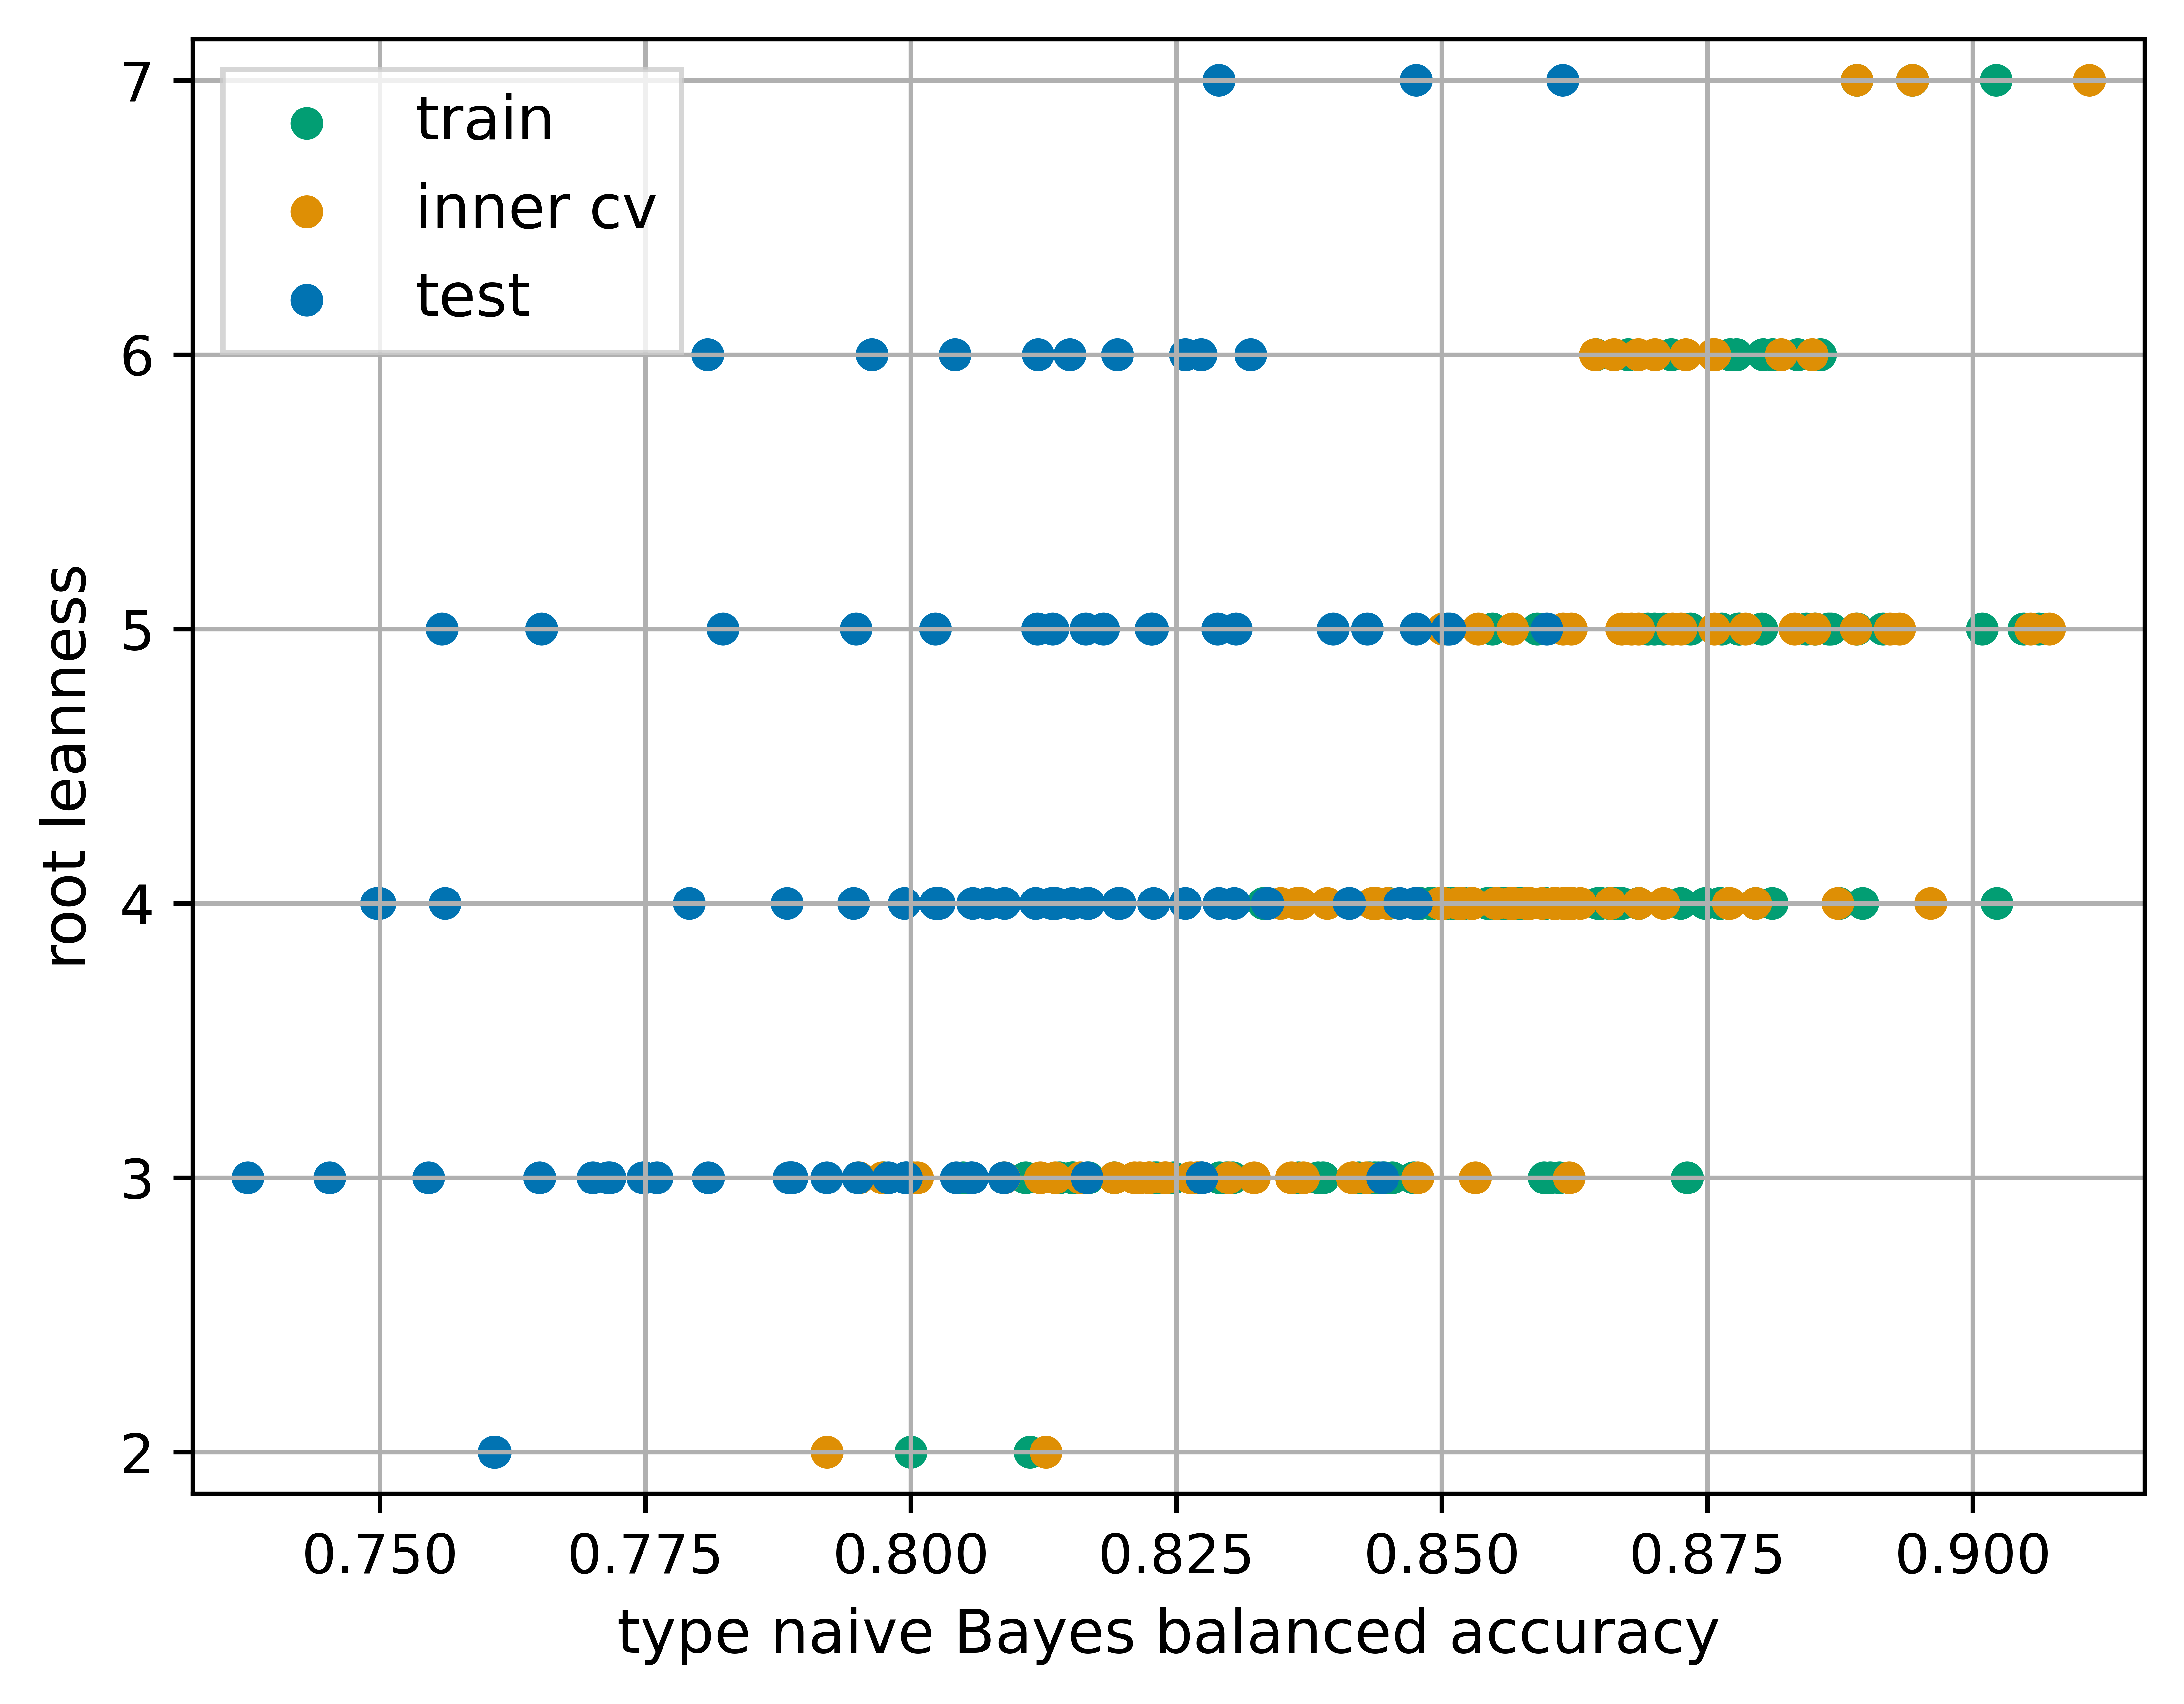 train
inner cv
test
7
6
5
4
3
2
root leanness
0.750 0.775 0.800 0.825 0.850 0.875 0.900
type naive Bayes balanced accuracy